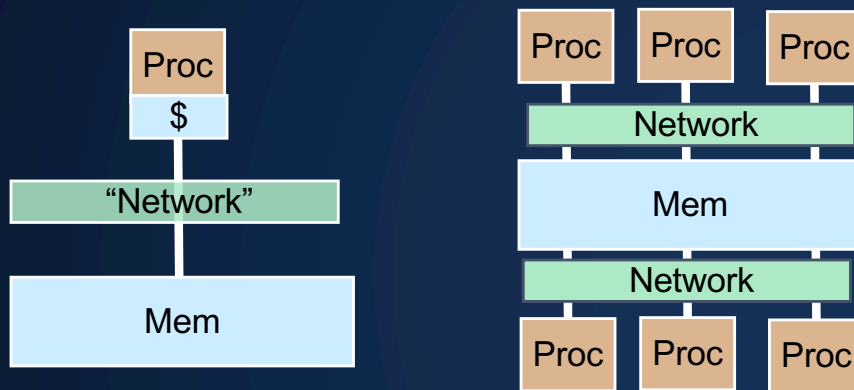 Proc
$
“Network”
Mem
Proc Proc Proc
Network
Mem
Network
Proc Proc Proc